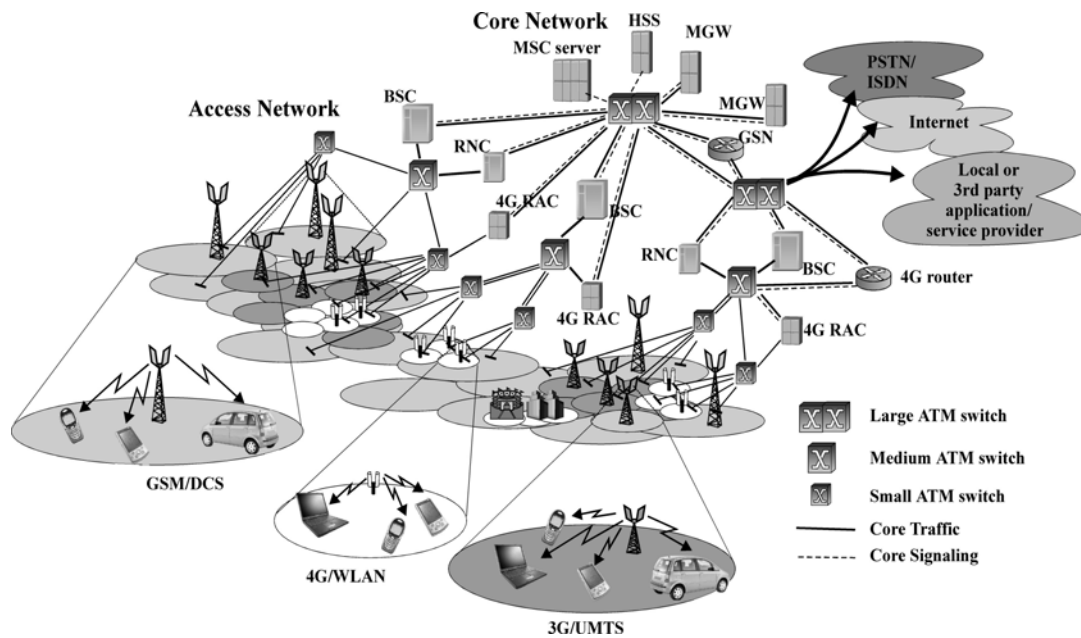 Core Network
HSS
MSC server
MGW
PSTN/
ISDN
Access Network
BSC
MGW
Internet
GSN
RNC
Local or
3rd party
application/
service provider
4G RAC
BSC
RNC
BSC
4G router
4G RAC
4G RAC
Large ATM switch
Medium ATM switch
GSM/DCS
Small ATM switch
Core Traffic
Core Signaling
4G/WLAN
3G/UMTS